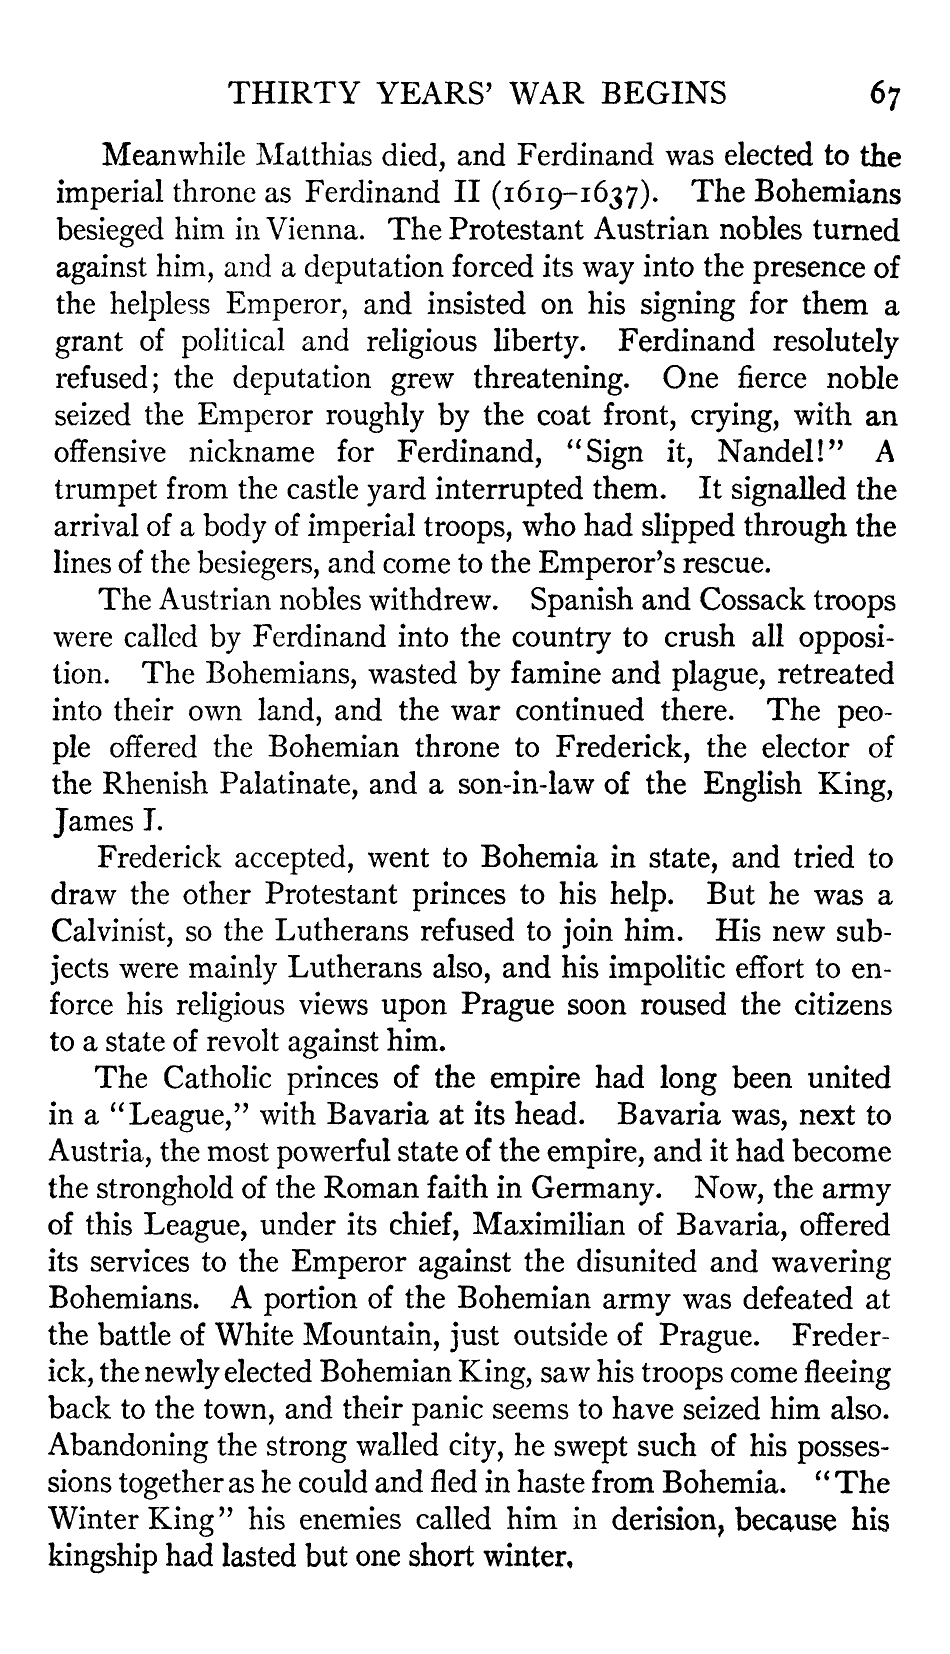 THIRTY YEARS' WAR BEGINS 67
Meanwhile Matthias died, and Ferdinand was elected to the
imperial throne as Ferdinand II (1619–1637). The Bohemians
besieged him in Vienna. The Protestant Austrian nobles turned
against him, and a deputation forced its way into the presence of
the helpless Emperor, and insisted on his signing for them a
grant of political and religious liberty. Ferdinand resolutely
refused; the deputation grew threatening. One fierce noble
seized the Emperor roughly by the coat front, crying, with an
offensive nickname for Ferdinand, "Sign it, Nandel!" A
trumpet from the castle yard interrupted them. It signalled the
arrival of a body of imperial troops, who had slipped through the
lines of the besiegers, and come to the Emperor's rescue.
The Austrian nobles withdrew. Spanish and Cossack troops
were called by Ferdinand into the country to crush all opposi-
tion. The Bohemians, wasted by famine and plague, retreated
into their own land, and the war continued there. The peo-
ple offered the Bohemian throne to Frederick, the elector of
the Rhenish Palatinate, and a son-in-law of the English King,
James I.
Frederick accepted, went to Bohemia in state, and tried to
draw the other Protestant princes to his help. But he was a
Calvinist, so the Lutherans refused to join him. His new sub-
jects were mainly Lutherans also, and his impolitic effort to en-
force his religious views upon Prague soon roused the citizens
to a state of revolt against him.
The Catholic princes of the empire had long been united
in a "League," with Bavaria at its head. Bavaria was, next to
Austria, the most powerful state of the empire, and it had become
the stronghold of the Roman faith in Germany. Now, the army
of this League, under its chief, Maximilian of Bavaria, offered
its services to the Emperor against the disunited and wavering
Bohemians. A portion of the Bohemian army was defeated at
the battle of White Mountain, just outside of Prague. Freder-
ick, the newly elected Bohemian King, saw his troops come fleeing
back to the town, and their panic seems to have seized him also.
Abandoning the strong walled city, he swept such of his posses-
sions together as he could and fled in haste from Bohemia. "The
Winter King" his enemies called him in derision, because his
kingship had lasted but one short winter.